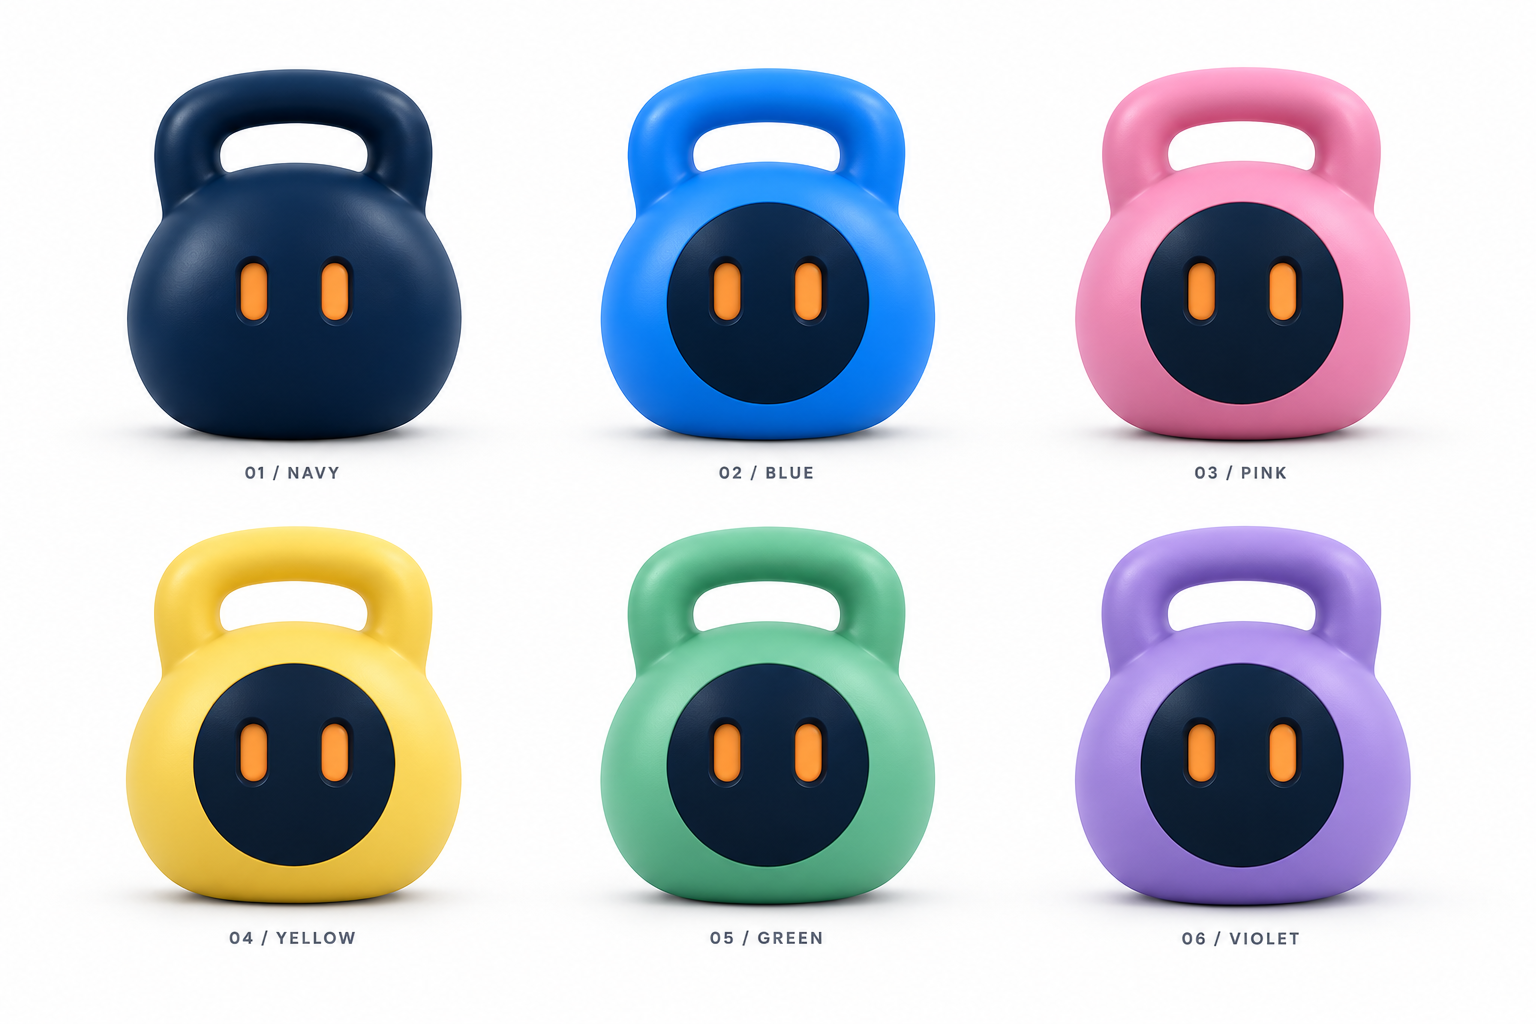 01 / NAVY
02 / BLUE
03 / PINK
04 / YELLOW
05 / GREEN
06 / VIOLET